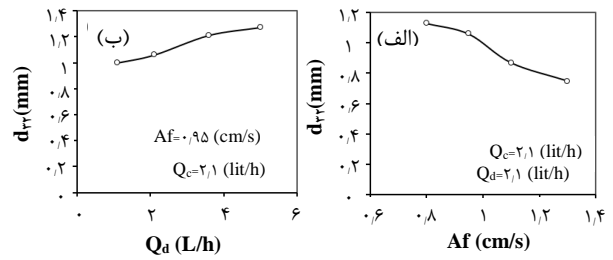 (ب)
d۳۲(mm)
۱/۴
۱/۲
۱
۰/۸
۰/۶
۰/۴
۰/۲
۰
Af=۰/۹۵ (cm/s)
Qc=۲/۱ (lit/h)
۰ ۲ ۴ ۶
Qd (L/h)
(الف)
d۳۲(mm)
۱/۲
۱
۰/۸
۰/۶
۰/۴
۰/۲
۰
Qc=۲/۱ (lit/h)
Qd=۲/۱ (lit/h)
۰/۶ ۰/۸ ۱ ۱/۲ ۱/۴
Af (cm/s)